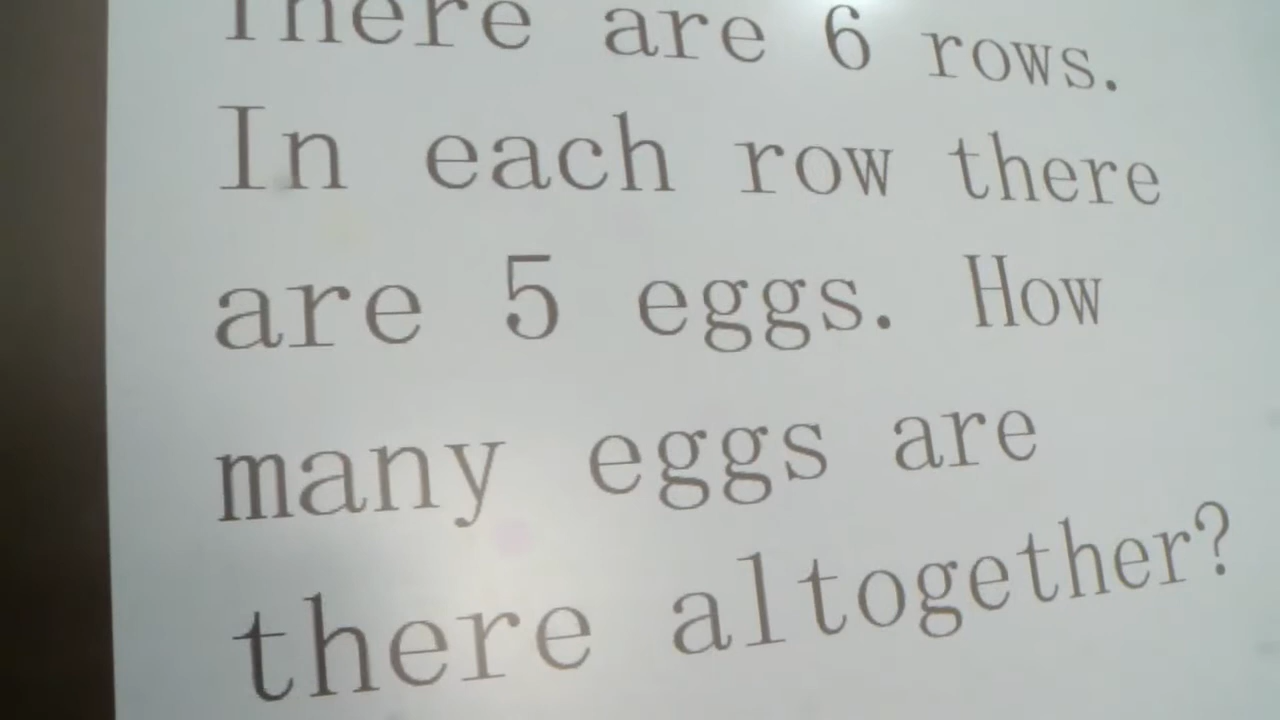 There are 6 rows.
In each row there
are 5 eggs. How
many eggs are
there altogether?